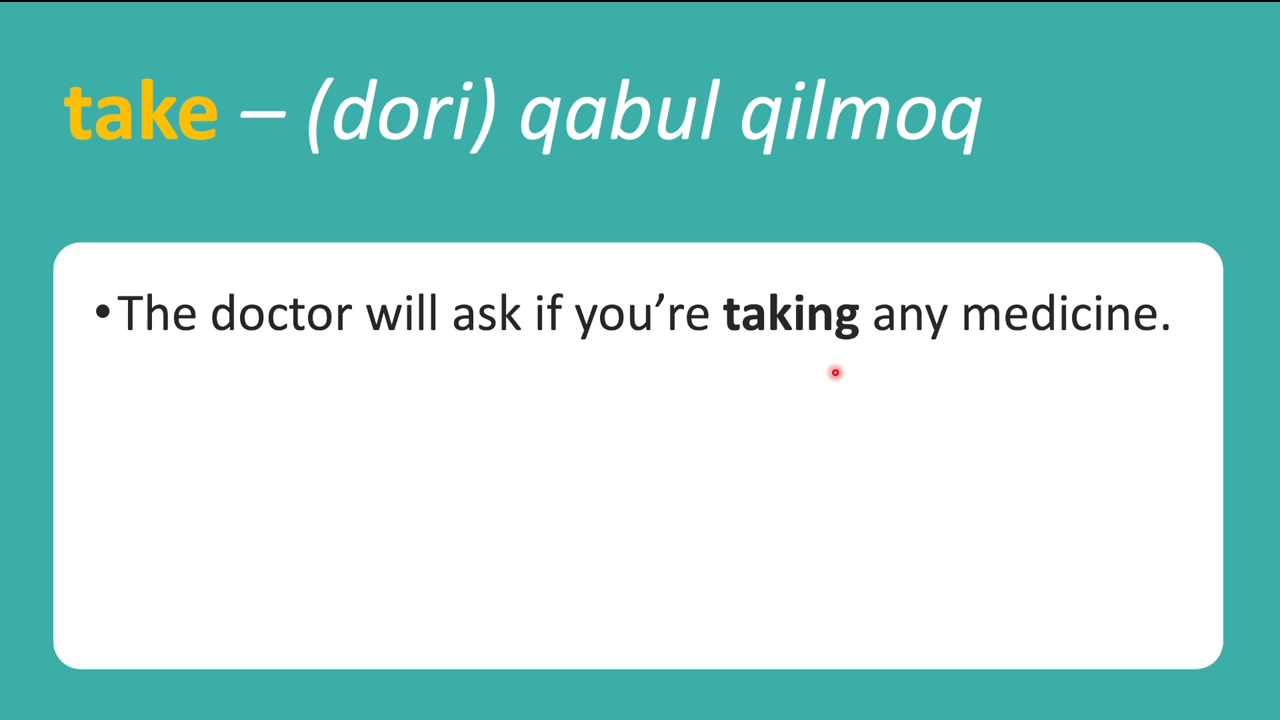 take – (dori) qabul qilmoq
•The doctor will ask if you’re taking any medicine.